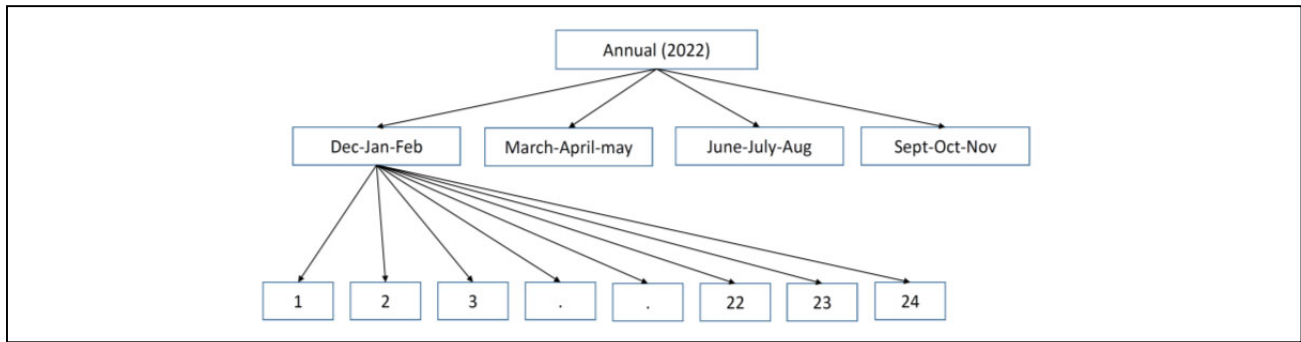 Annual (2022)
Dec-Jan-Feb
March-April-may
June-July-Aug
Sept-Oct-Nov
1
2
3
.
.
22
23
24